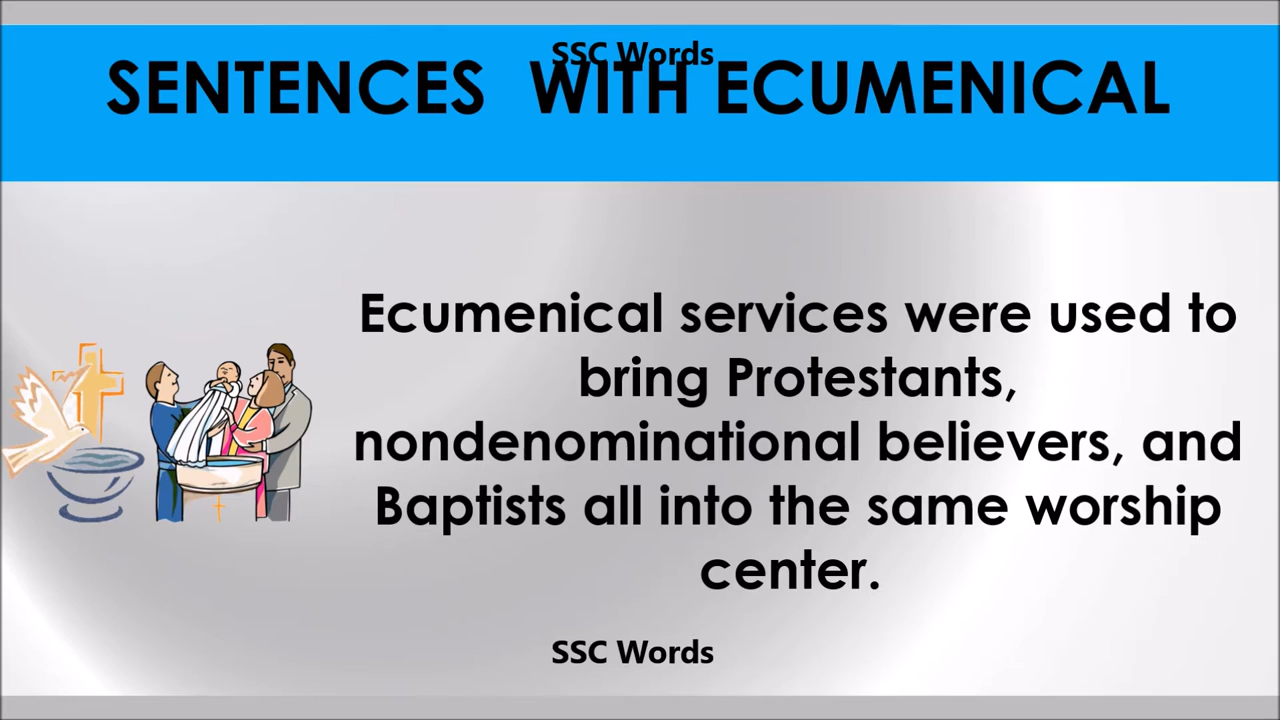 SSC Words
SENTENCES WITH ECUMENICAL
Ecumenical services were used to
bring Protestants,
nondenominational believers, and
Baptists all into the same worship
center.
SSC Words